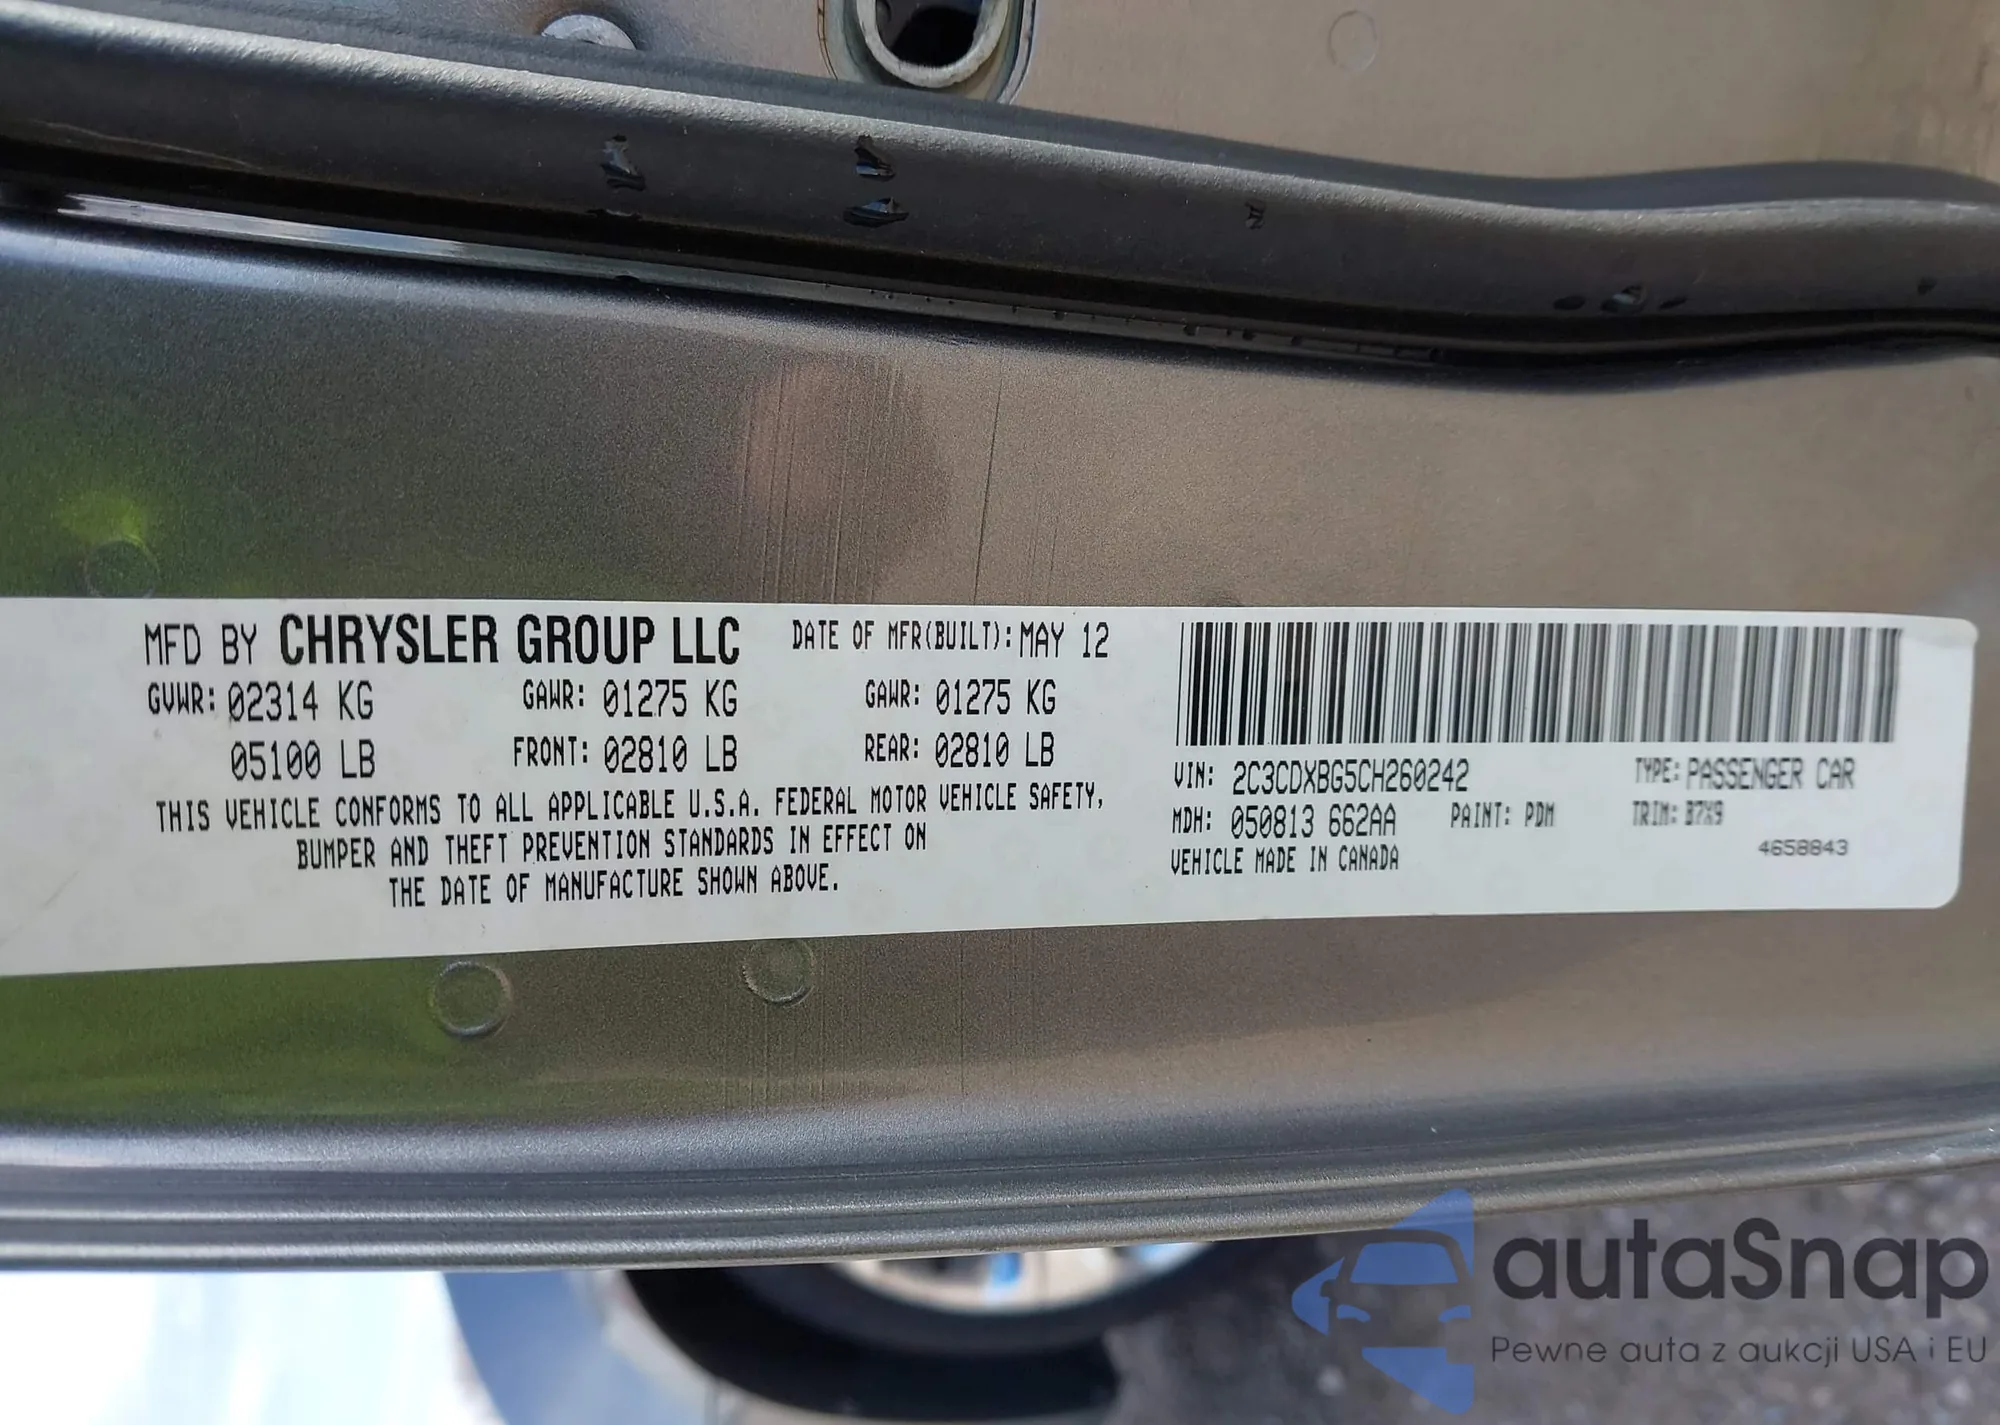 MFD BY CHRYSLER GROUP LLC DATE OF MFR(BUILT): MAY 12
GVWR: 02314 KG GAWR: 01275 KG GAWR: 01275 KG
05100 LB FRONT: 02810 LB REAR: 02810 LB
THIS VEHICLE CONFORMS TO ALL APPLICABLE U.S.A. FEDERAL MOTOR VEHICLE SAFETY,
BUMPER AND THEFT PREVENTION STANDARDS IN EFFECT ON
THE DATE OF MANUFACTURE SHOWN ABOVE.
VIN: 2C3CDXBG5CH260242 TYPE: PASSENGER CAR
MDH: 050813 662AA PAINT: PDM TRIM: B7X9
VEHICLE MADE IN CANADA 4658843
autaSnap
Pewne auta z aukcji USA i EU